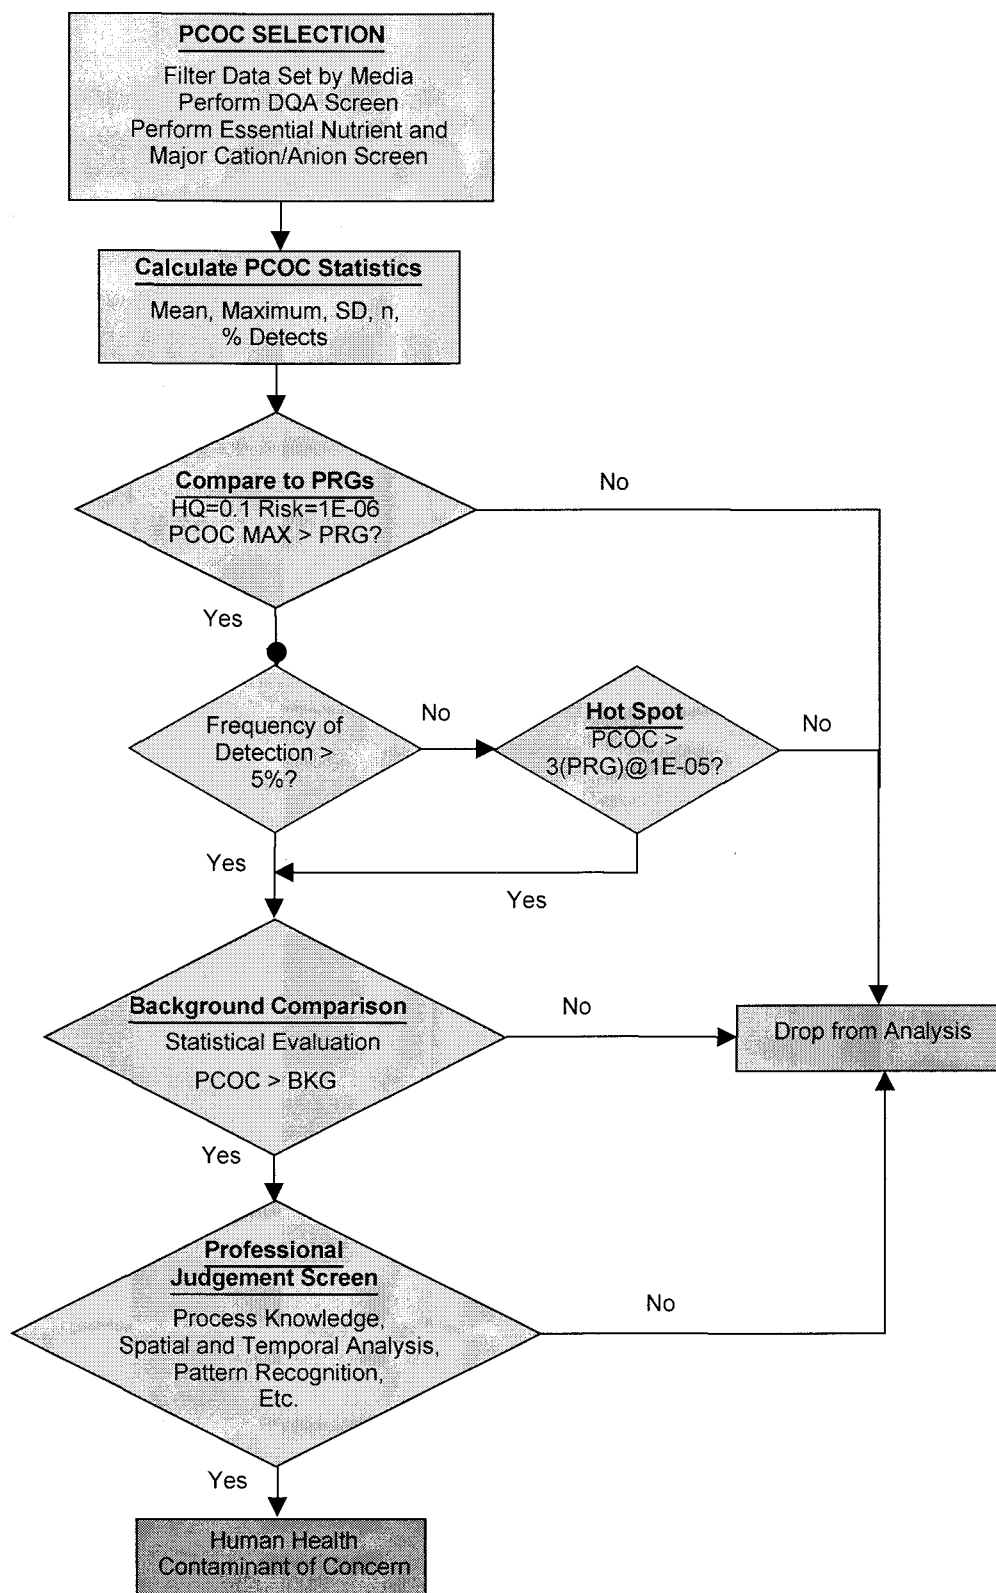 PCOC SELECTION
Filter Data Set by Media
Perform DQA Screen
Perform Essential Nutrient and
Major Cation/Anion Screen
Calculate PCOC Statistics
Mean, Maximum, SD, n,
% Detects
Compare to PRGs
HQ=0.1 Risk=1E-06
PCOC MAX > PRG?
No
Yes
Frequency of
Detection >
5%?
No
Hot Spot
PCOC >
3(PRG)@1E-05?
No
Yes
Yes
Background Comparison
Statistical Evaluation
PCOC > BKG
No
Drop from Analysis
Yes
Professional
Judgement Screen
Process Knowledge,
Spatial and Temporal Analysis,
Pattern Recognition,
Etc.
No
Yes
Human Health
Contaminant of Concern